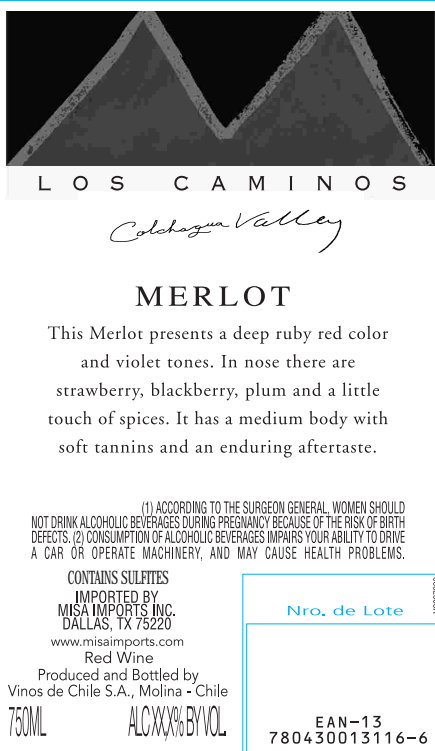 LOS CAMINOS
Colchagua Valley
MERLOT
This Merlot presents a deep ruby red color
and violet tones. In nose there are
strawberry, blackberry, plum and a little
touch of spices. It has a medium body with
soft tannins and an enduring aftertaste.
(1) ACCORDING TO THE SURGEON GENERAL, WOMEN SHOULD
NOT DRINK ALCOHOLIC BEVERAGES DURING PREGNANCY BECAUSE OF THE RISK OF BIRTH
DEFECTS. (2) CONSUMPTION OF ALCOHOLIC BEVERAGES IMPAIRS YOUR ABILITY TO DRIVE
A CAR OR OPERATE MACHINERY, AND MAY CAUSE HEALTH PROBLEMS.
CONTAINS SULFITES
IMPORTED BY
MISA IMPORTS INC.
DALLAS, TX 75220
www.misaimports.com
Red Wine
Produced and Bottled by
Vinos de Chile S.A., Molina - Chile
750ML ALC XX,X% BY VOL.
Nro. de Lote
EAN-13
780430013116-6